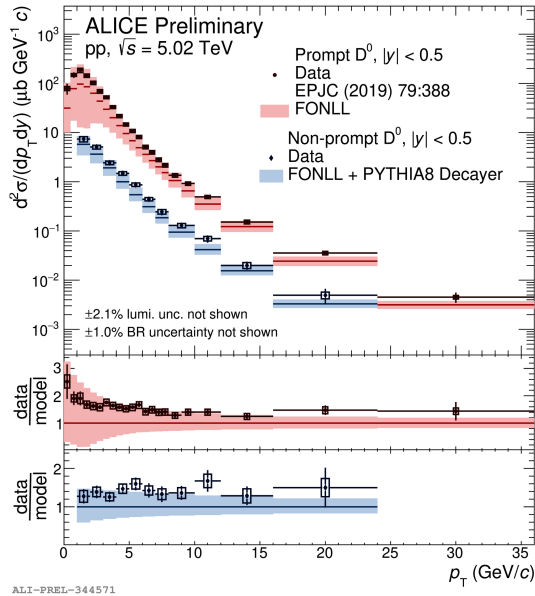 ALICE Preliminary
pp, √s = 5.02 TeV
Prompt D⁰, |y| < 0.5
Data
EPJC (2019) 79:388
FONLL
Non-prompt D⁰, |y| < 0.5
Data
FONLL + PYTHIA8 Decayer
±2.1% lumi. unc. not shown
±1.0% BR uncertainty not shown
d²σ/(dp_T dy) (μb GeV⁻¹ c)
10³
10²
10
1
10⁻¹
10⁻²
10⁻³
data/model
3
2
1
data/model
2
1
0 5 10 15 20 25 30 35
p_T (GeV/c)
ALI-PREL-344571